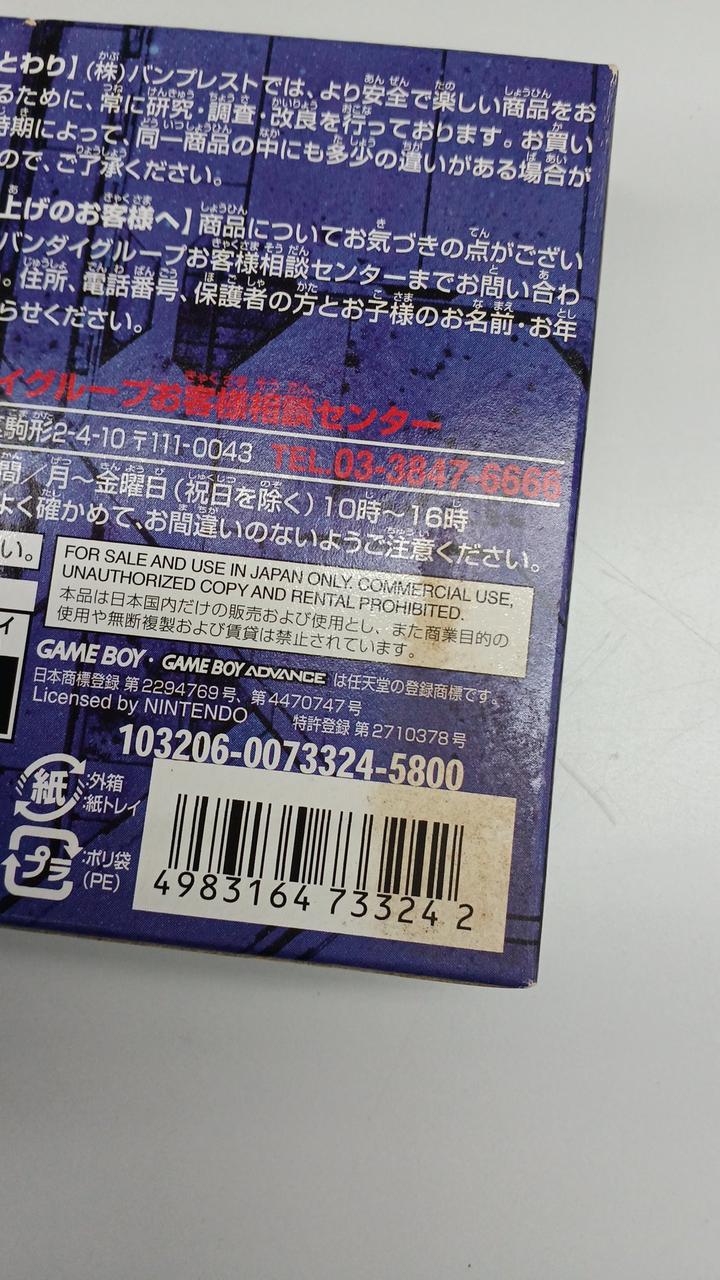 とわり】(株)バンプレストでは、より安全で楽しい商品をお
るために、常に研究・調査・改良を行っております。お買い
時期によって、同一商品の中にも多少の違いがある場合が
ので、ご了承ください。
上げのお客様へ】商品についてお気づきの点がござい
バンダイグループお客様相談センターまでお問い合わ
。住所、電話番号、保護者の方とお子様のお名前・お年
らせください。
イグループお客様相談センター
駒形2-4-10 〒111-0043 TEL.03-3847-6666
間/月〜金曜日(祝日を除く)10時〜16時
よく確かめて、お間違いのないようご注意ください。
い。
FOR SALE AND USE IN JAPAN ONLY. COMMERCIAL USE,
UNAUTHORIZED COPY AND RENTAL PROHIBITED.
本品は日本国内だけの販売および使用とし、また商業目的の
使用や無断複製および賃貸は禁止されています。
イ
GAME BOY・GAME BOY ADVANCE は任天堂の登録商標です。
日本商標登録 第2294769号、第4470747号
Licensed by NINTENDO 特許登録 第2710378号
103206-0073324-5800
紙 :外箱
:紙トレイ
プラ :ポリ袋
(PE)
4983164 733242